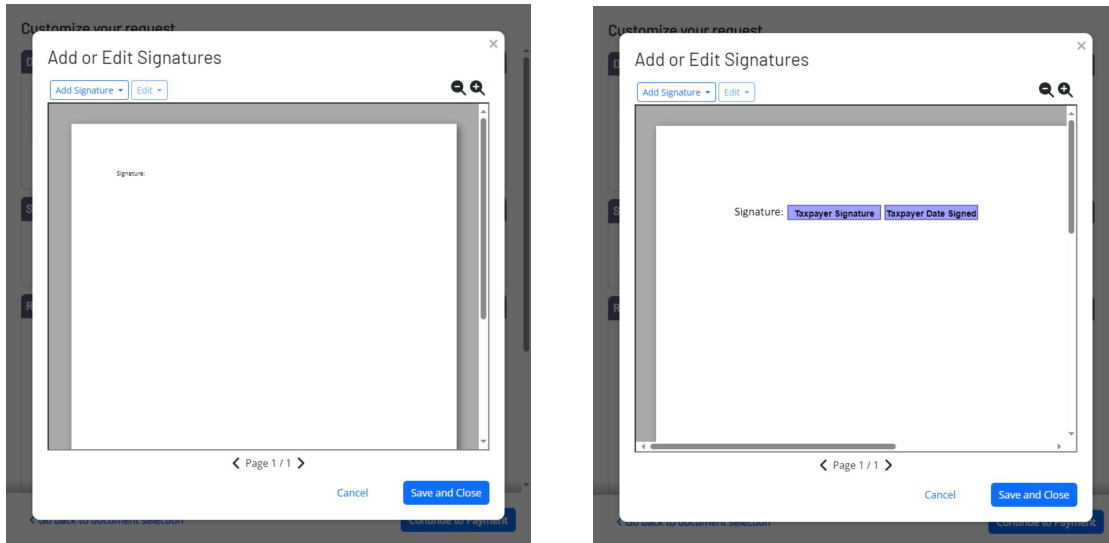 Customize your request
Add or Edit Signatures
×
Add Signature
Edit
Signature:
Page 1 / 1
Cancel
Save and Close
Go back to document selection
Continue to Payment
Customize your request
Add or Edit Signatures
×
Add Signature
Edit
Signature: Taxpayer Signature Taxpayer Date Signed
Page 1 / 1
Cancel
Save and Close
Go back to document selection
Continue to Payment